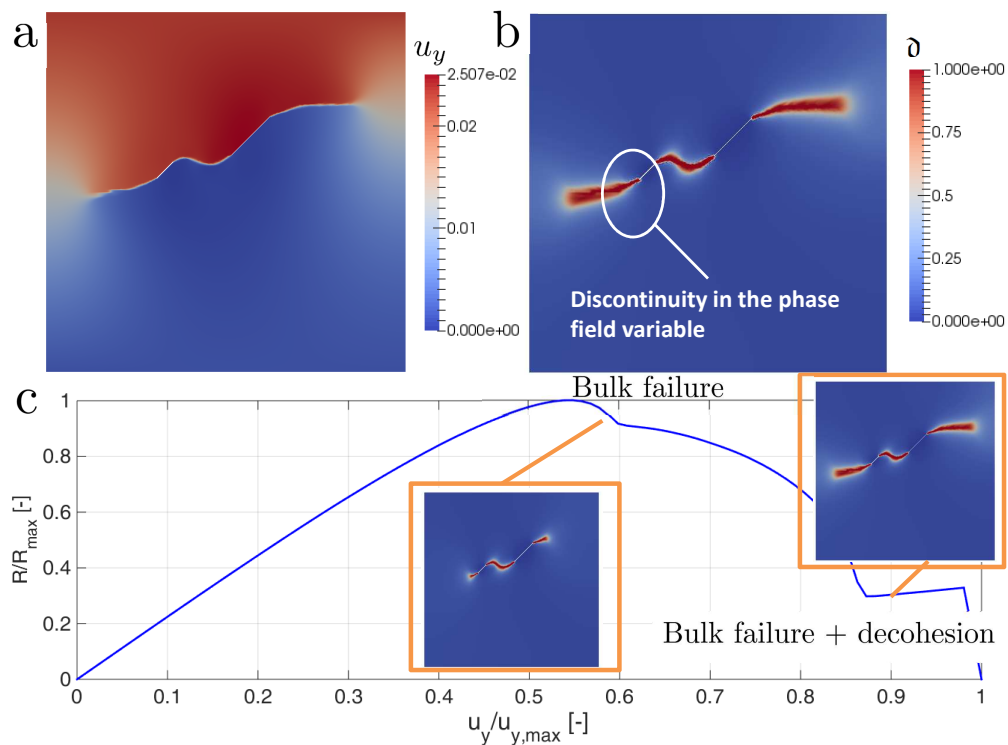 a
u_y
2.507e-02
0.02
0.01
0.000e+00
b
𝔡
1.000e+00
0.75
0.5
0.25
0.000e+00
Discontinuity in the phase
field variable
c
Bulk failure
Bulk failure + decohesion
R/R_max [-]
1
0.8
0.6
0.4
0.2
0
0 0.1 0.2 0.3 0.4 0.5 0.6 0.7 0.8 0.9 1
u_y/u_y,max [-]